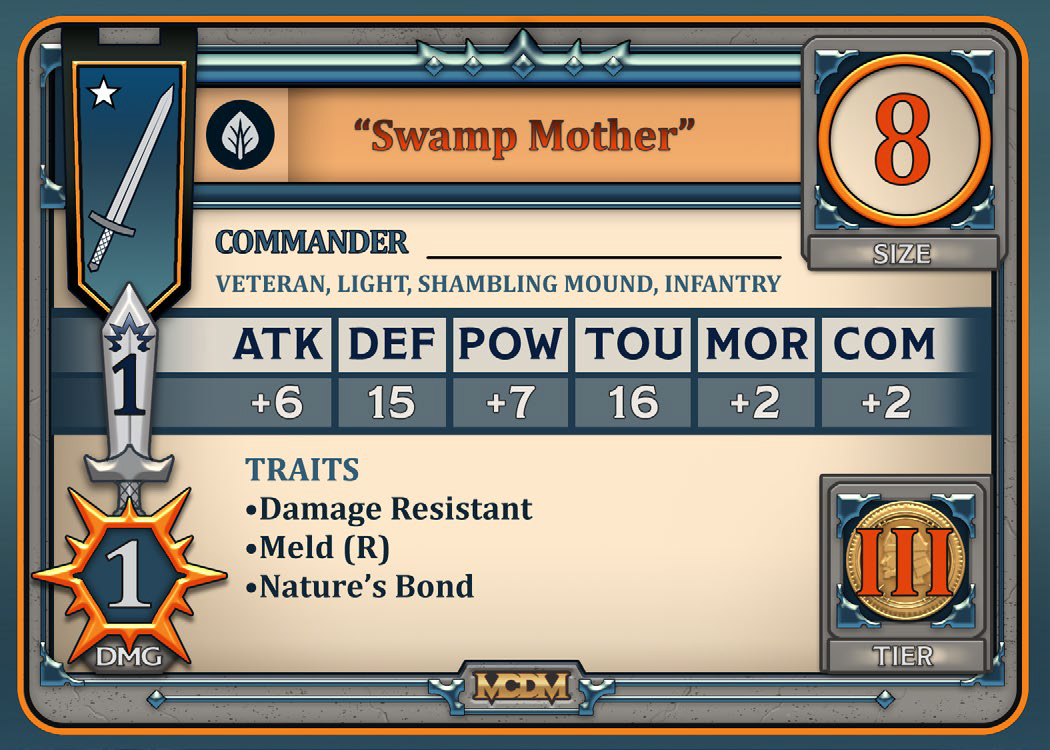 “Swamp Mother”
8
SIZE
COMMANDER
VETERAN, LIGHT, SHAMBLING MOUND, INFANTRY
ATK DEF POW TOU MOR COM
1
+6 15 +7 16 +2 +2
TRAITS
•Damage Resistant
•Meld (R)
•Nature’s Bond
1
DMG
III
TIER
MCDM